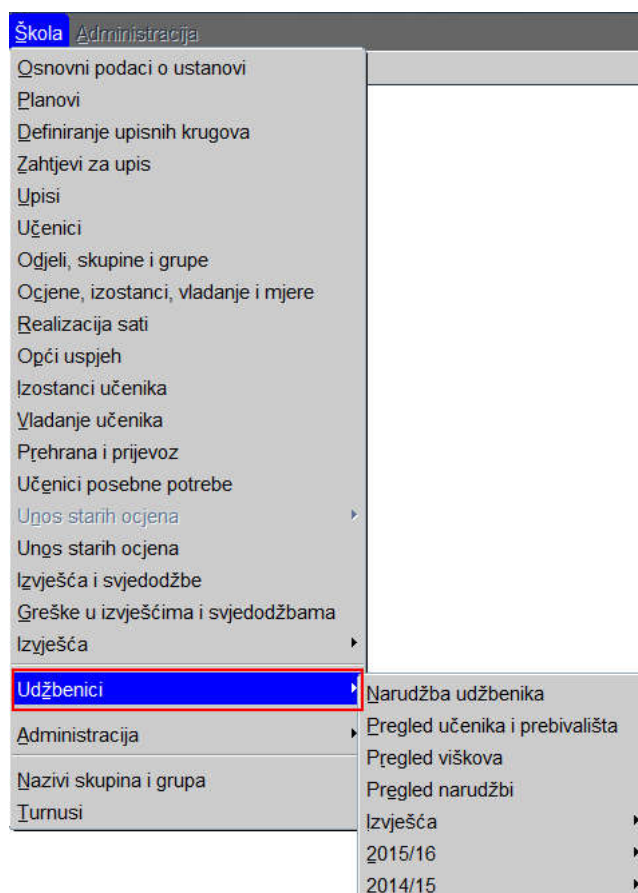 Škola Administracija
Osnovni podaci o ustanovi
Planovi
Definiranje upisnih krugova
Zahtjevi za upis
Upisi
Učenici
Odjeli, skupine i grupe
Ocjene, izostanci, vladanje i mjere
Realizacija sati
Opći uspjeh
Izostanci učenika
Vladanje učenika
Prehrana i prijevoz
Učenici posebne potrebe
Unos starih ocjena
Unos starih ocjena
Izvješća i svjedodžbe
Greške u izvješćima i svjedodžbama
Izvješća
Udžbenici
Administracija
Nazivi skupina i grupa
Turnusi
Narudžba udžbenika
Pregled učenika i prebivališta
Pregled viškova
Pregled narudžbi
Izvješća
2015/16
2014/15